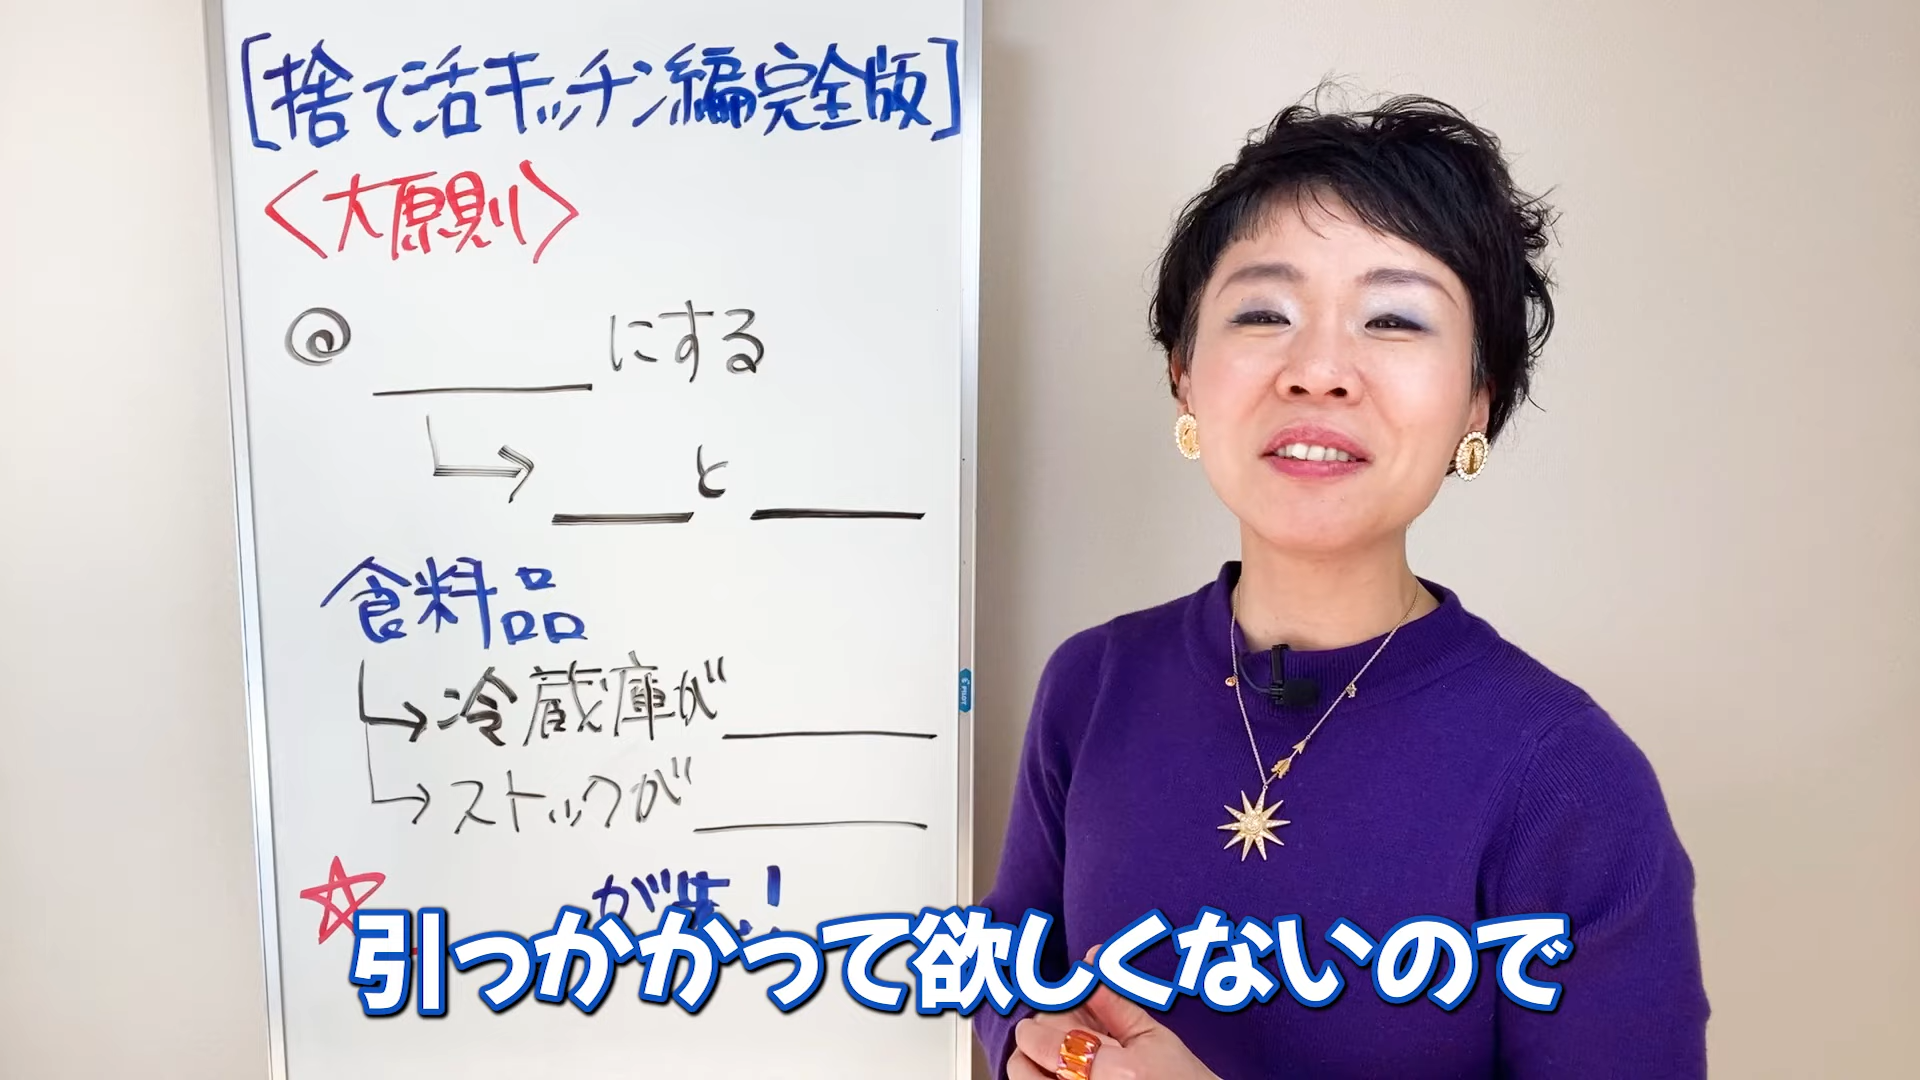 [捨て活キッチン編完全版]
〈大原則〉
◎ ＿＿＿にする
↳ ＿＿と＿＿
食料品
→冷蔵庫が＿＿＿
→ストックが＿＿＿
☆ が先！
引っかかって欲しくないので
PILOT